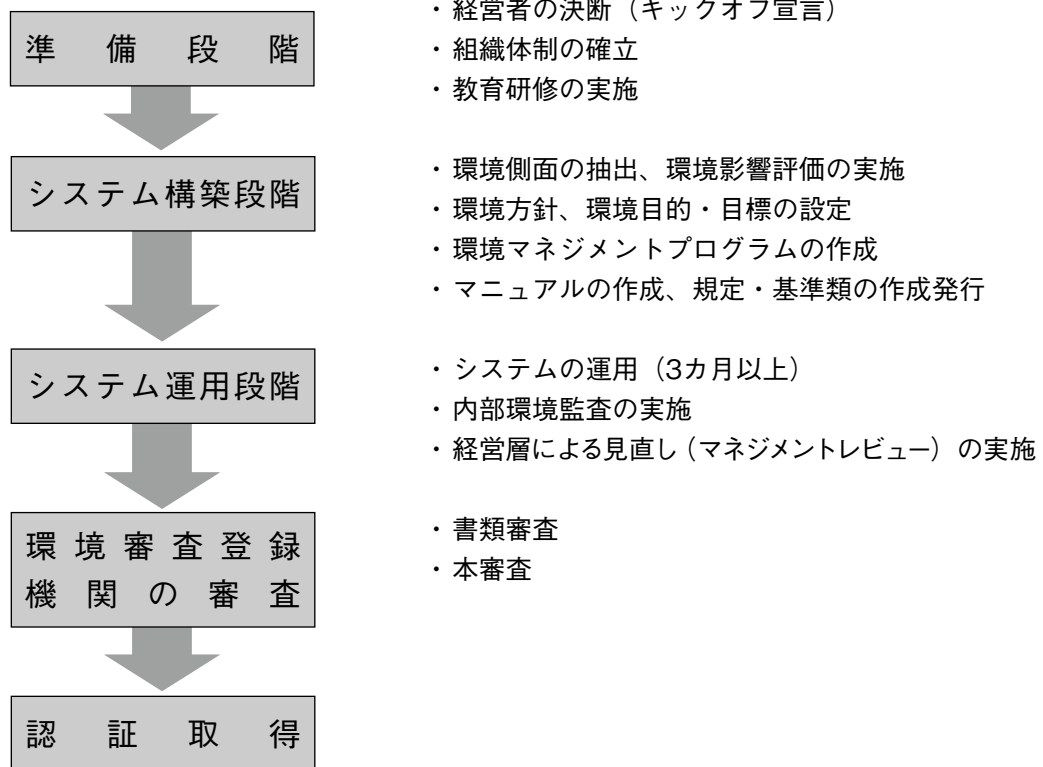 準備段階
・経営者の決断（キックオフ宣言）
・組織体制の確立
・教育研修の実施
システム構築段階
・環境側面の抽出、環境影響評価の実施
・環境方針、環境目的・目標の設定
・環境マネジメントプログラムの作成
・マニュアルの作成、規定・基準類の作成発行
システム運用段階
・システムの運用（3カ月以上）
・内部環境監査の実施
・経営層による見直し（マネジメントレビュー）の実施
環境審査登録
機関の審査
・書類審査
・本審査
認証取得